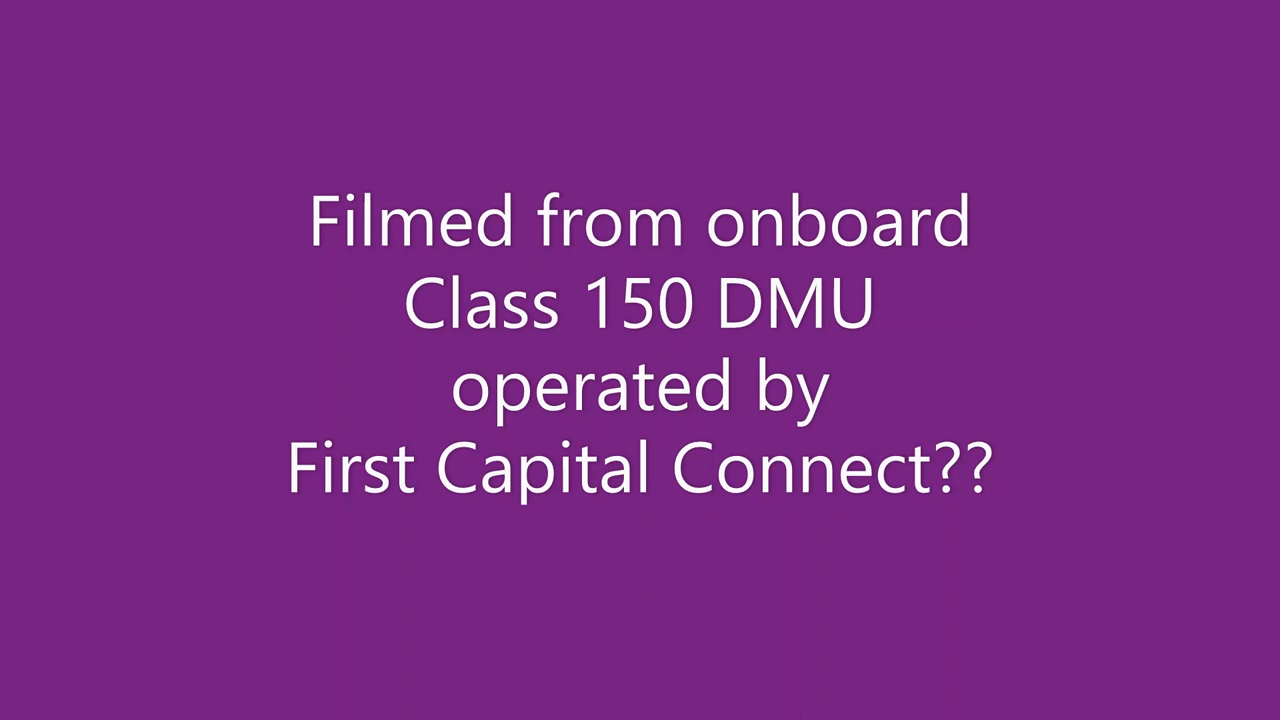 Filmed from onboard
Class 150 DMU
operated by
First Capital Connect??